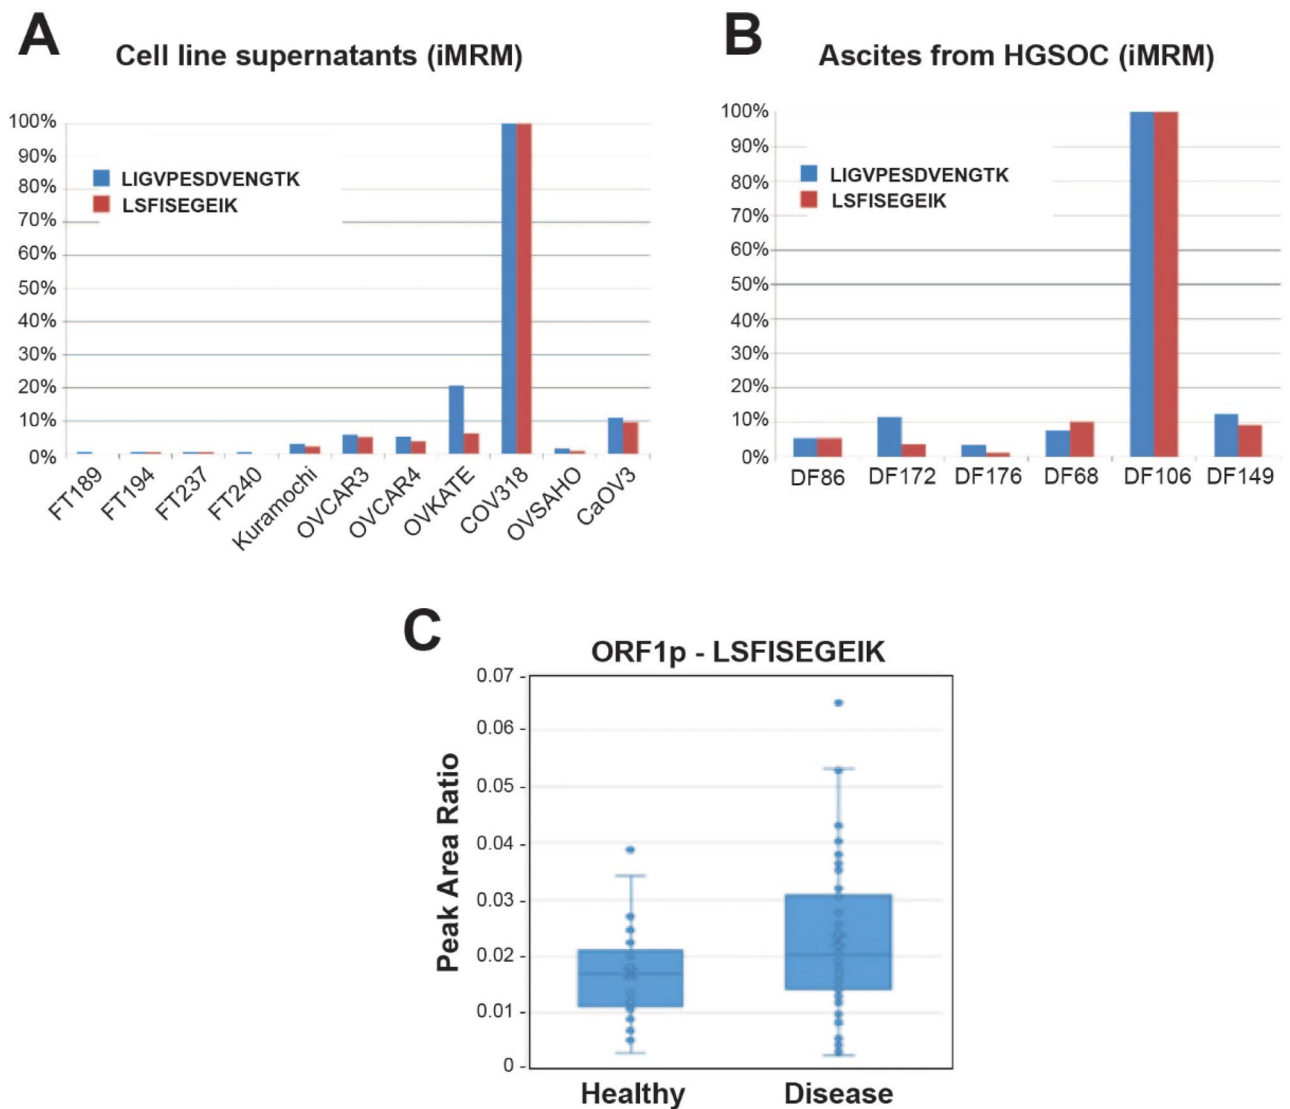 A
Cell line supernatants (iMRM)
100%
90%
80%
70%
60%
50%
40%
30%
20%
10%
0%
LIGVPESDVENGTK
LSFISEGEIK
FT189
FT194
FT237
FT240
Kuramochi
OVCAR3
OVCAR4
OVKATE
COV318
OVSAHO
CaOV3
B
Ascites from HGSOC (iMRM)
100%
90%
80%
70%
60%
50%
40%
30%
20%
10%
0%
LIGVPESDVENGTK
LSFISEGEIK
DF86
DF172
DF176
DF68
DF106
DF149
C
ORF1p - LSFISEGEIK
Peak Area Ratio
0.07
0.06
0.05
0.04
0.03
0.02
0.01
0
Healthy
Disease